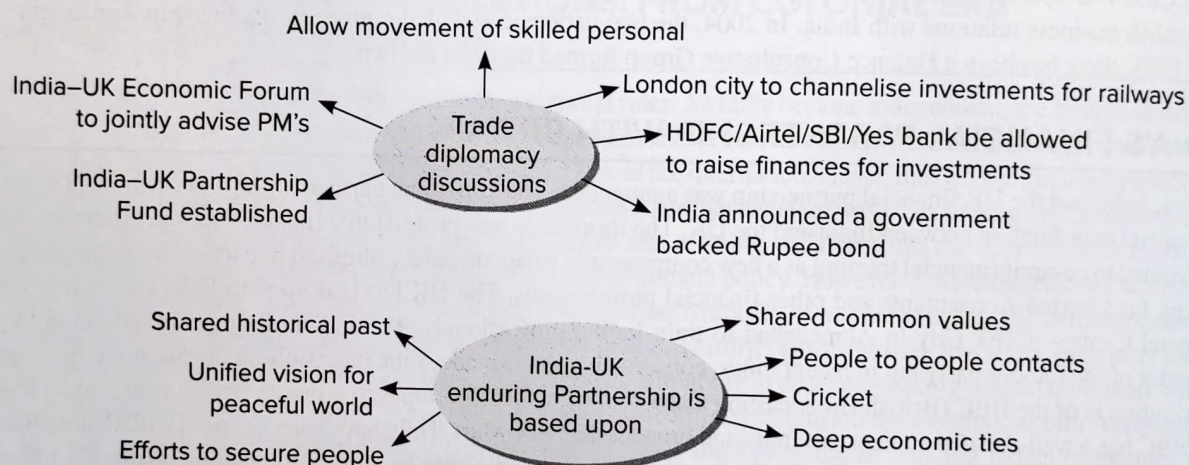 Allow movement of skilled personal
India–UK Economic Forum
to jointly advise PM's
India–UK Partnership
Fund established
Trade
diplomacy
discussions
London city to channelise investments for railways
HDFC/Airtel/SBI/Yes bank be allowed
to raise finances for investments
India announced a government
backed Rupee bond
Shared historical past
Unified vision for
peaceful world
Efforts to secure people
India-UK
enduring Partnership is
based upon
Shared common values
People to people contacts
Cricket
Deep economic ties